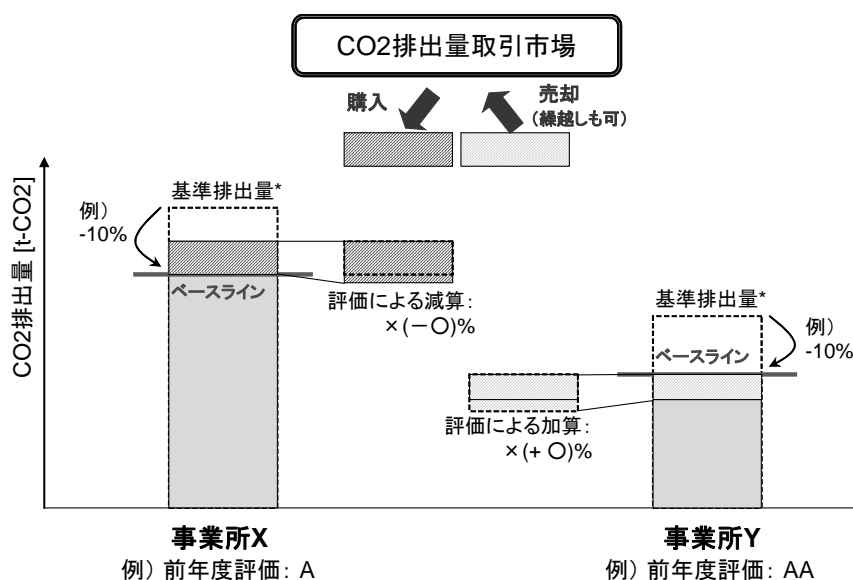 CO2排出量取引市場
購入
売却
(繰越しも可)
CO2排出量 [t-CO2]
基準排出量*
例)
-10%
ベースライン
評価による減算:
×(－〇)%
基準排出量*
例)
-10%
ベースライン
評価による加算:
×(+ 〇)%
事業所X
例) 前年度評価: A
事業所Y
例) 前年度評価: AA